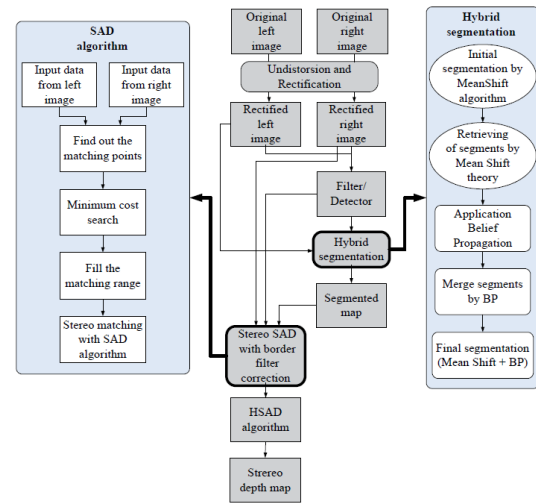 SAD
algorithm
Input data
from left
image
Input data
from right
image
Find out the
matching points
Minimum cost
search
Fill the
matching range
Stereo matching
with SAD
algorithm
Original
left
image
Original
right
image
Undistorsion and
Rectification
Rectified
left
image
Rectified
right
image
Filter/
Detector
Hybrid
segmentation
Segmented
map
Stereo SAD
with border
filter
correction
HSAD
algorithm
Strereo
depth map
Hybrid
segmentation
Initial
segmentation by
MeanShift
algorithm
Retrieving
of segments by
Mean Shift
theory
Application
Belief
Propagation
Merge segments
by BP
Final segmentation
(Mean Shift + BP)